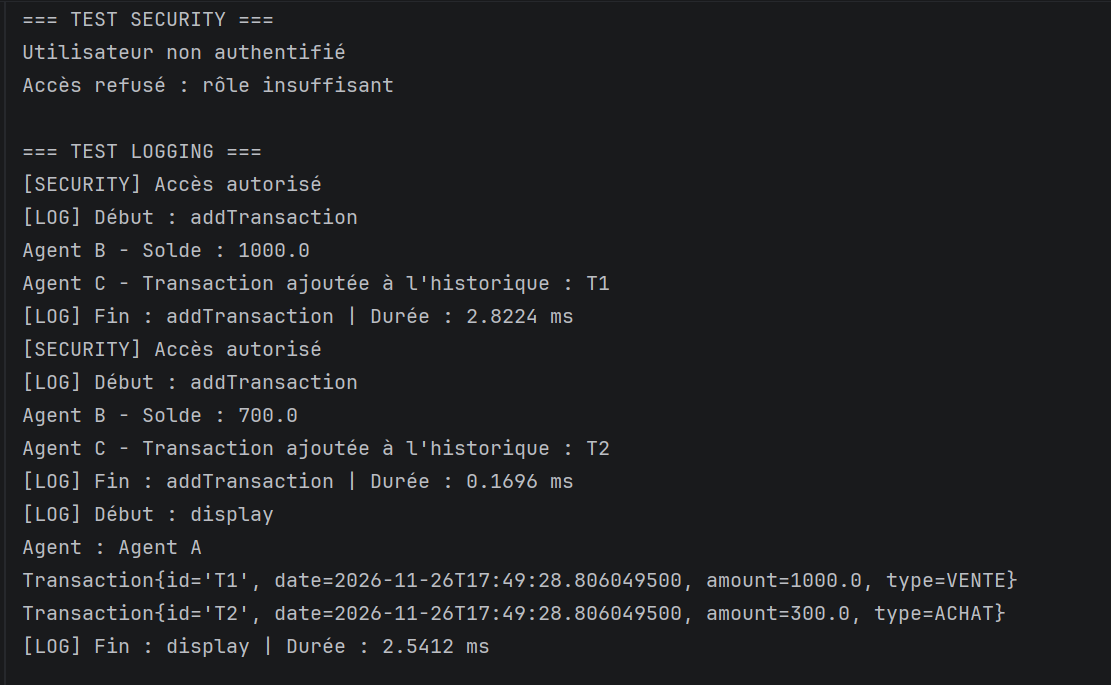 === TEST SECURITY ===
Utilisateur non authentifié
Accès refusé : rôle insuffisant
=== TEST LOGGING ===
[SECURITY] Accès autorisé
[LOG] Début : addTransaction
Agent B - Solde : 1000.0
Agent C - Transaction ajoutée à l'historique : T1
[LOG] Fin : addTransaction | Durée : 2.8224 ms
[SECURITY] Accès autorisé
[LOG] Début : addTransaction
Agent B - Solde : 700.0
Agent C - Transaction ajoutée à l'historique : T2
[LOG] Fin : addTransaction | Durée : 0.1696 ms
[LOG] Début : display
Agent : Agent A
Transaction{id='T1', date=2026-11-26T17:49:28.806049500, amount=1000.0, type=VENTE}
Transaction{id='T2', date=2026-11-26T17:49:28.806049500, amount=300.0, type=ACHAT}
[LOG] Fin : display | Durée : 2.5412 ms